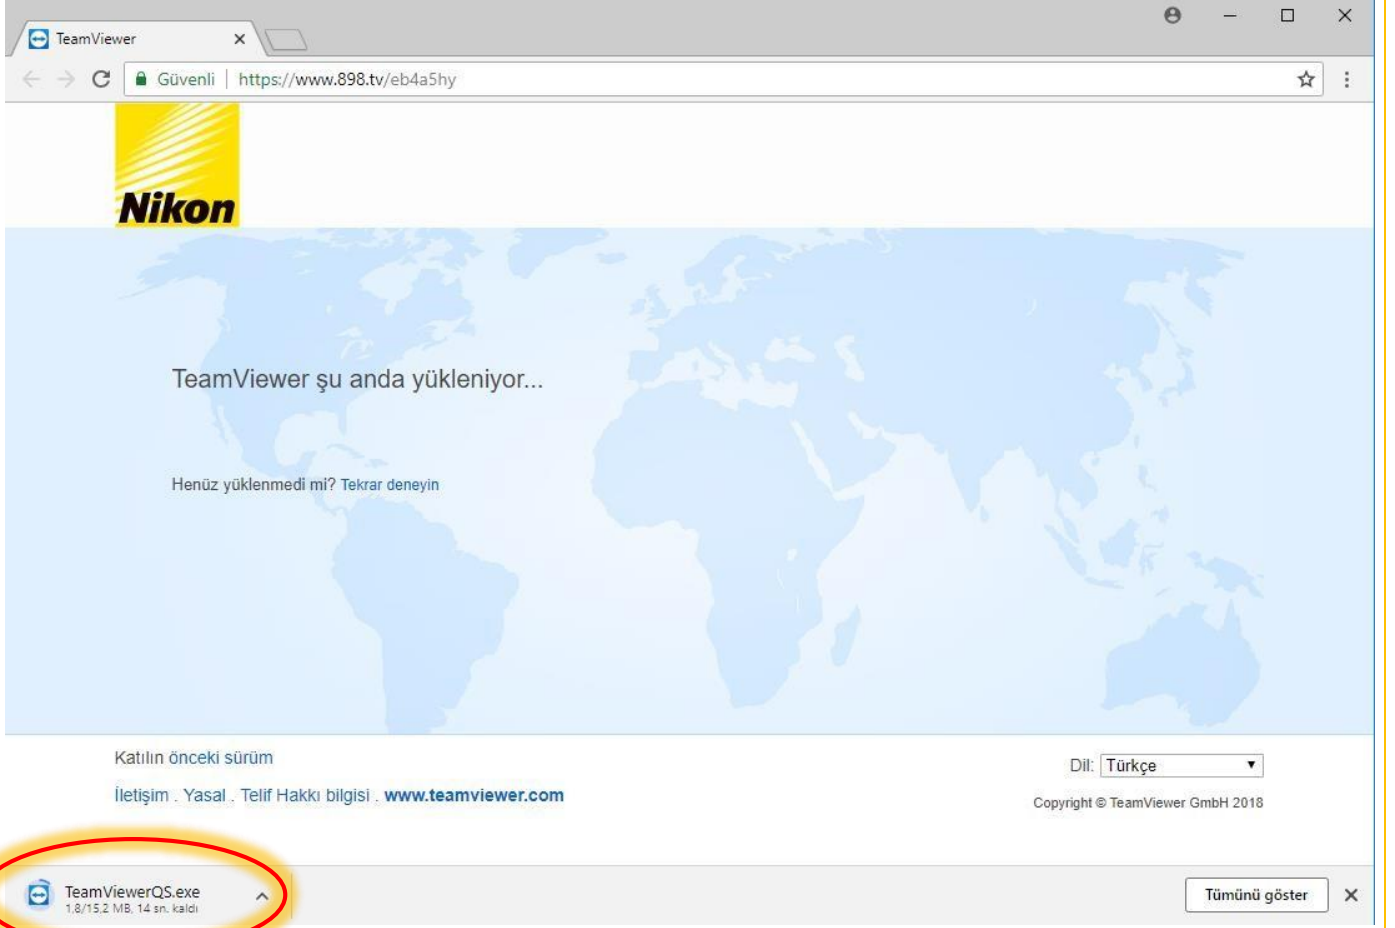 TeamViewer
Güvenli | https://www.898.tv/eb4a5hy
Nikon
TeamViewer şu anda yükleniyor...
Henüz yüklenmedi mi? Tekrar deneyin
Katılın önceki sürüm
Dil: Türkçe
İletişim . Yasal . Telif Hakkı bilgisi . www.teamviewer.com
Copyright © TeamViewer GmbH 2018
TeamViewerQS.exe
1,8/15,2 MB, 14 sn. kaldı
Tümünü göster